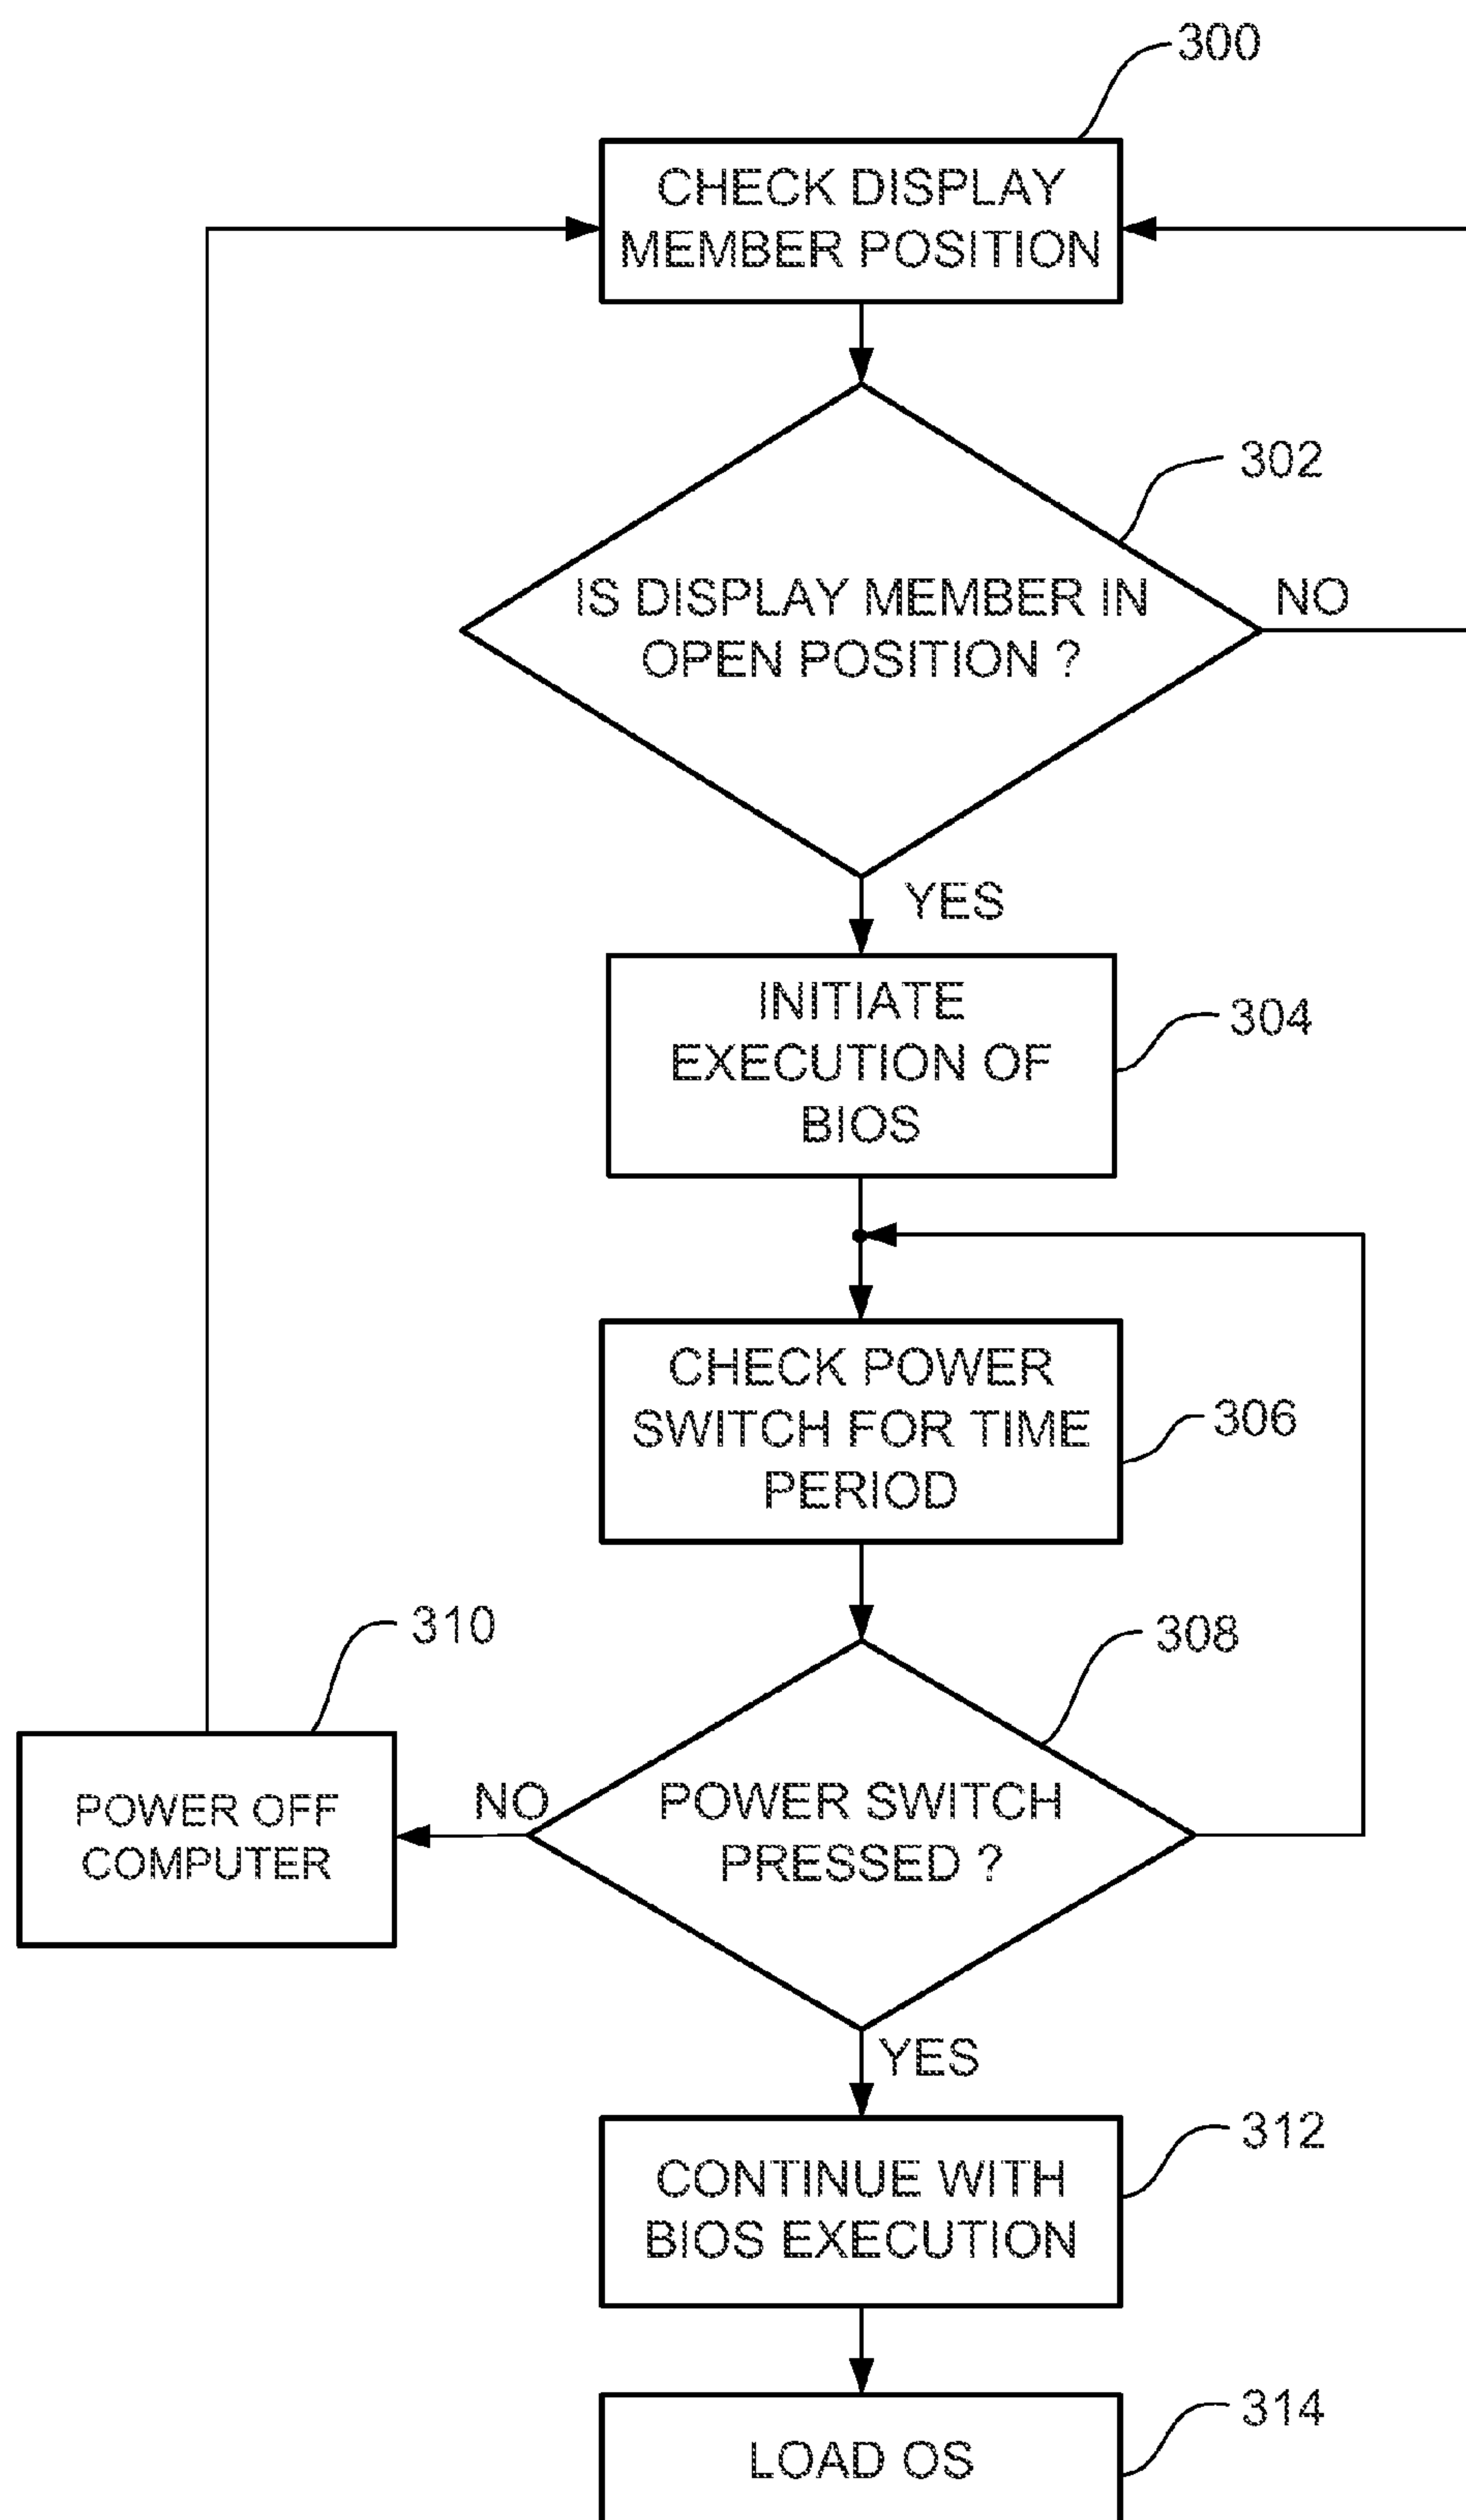 300
CHECK DISPLAY
MEMBER POSITION
302
IS DISPLAY MEMBER IN
OPEN POSITION ?
NO
YES
INITIATE
EXECUTION OF
BIOS
304
CHECK POWER
SWITCH FOR TIME
PERIOD
306
310
308
POWER OFF
COMPUTER
NO
POWER SWITCH
PRESSED ?
YES
312
CONTINUE WITH
BIOS EXECUTION
314
LOAD OS